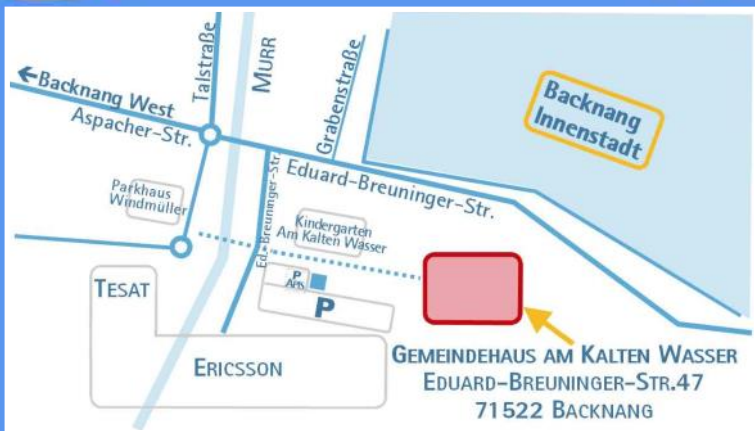 Talstraße
MURR
Grabenstraße
←Backnang West
Aspacher-Str.
Backnang
Innenstadt
Eduard-Breuninger-Str.
Parkhaus
Windmüller
Ed.-Breuninger-Str.
Kindergarten
Am Kalten Wasser
TESAT
P
P
ERICSSON
GEMEINDEHAUS AM KALTEN WASSER
EDUARD-BREUNINGER-STR.47
71522 BACKNANG